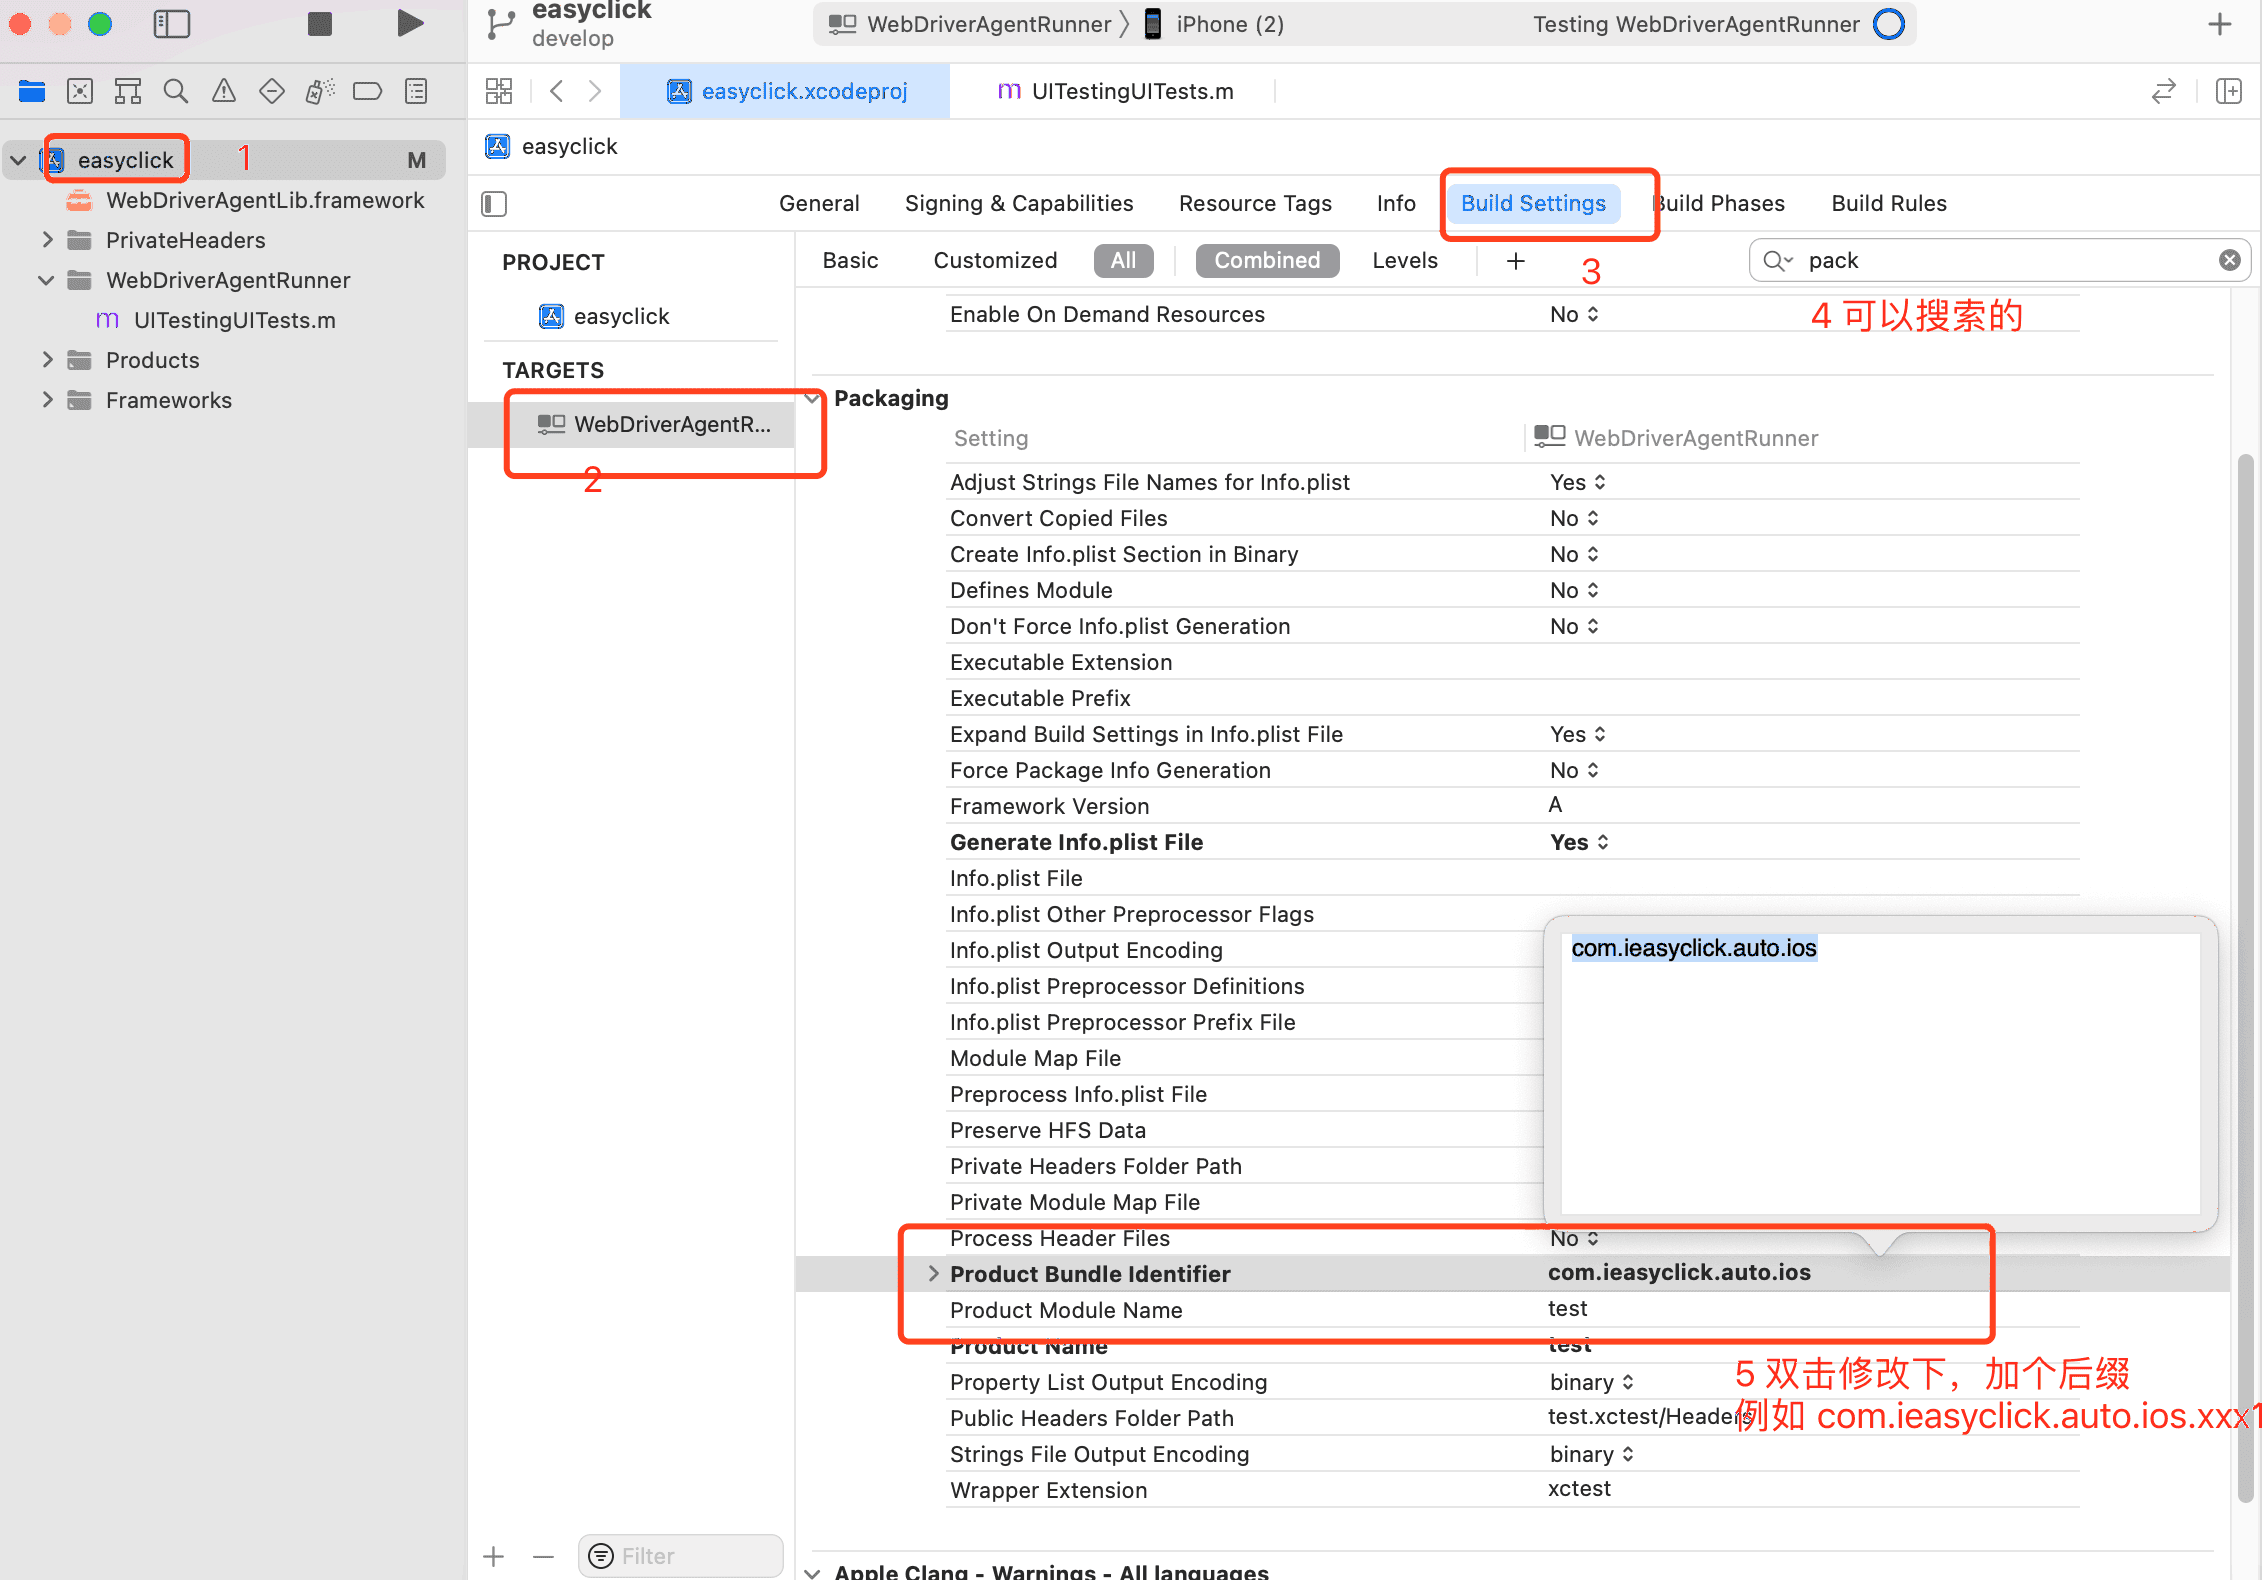 easyclick
develop
WebDriverAgentRunner
iPhone (2)
Testing WebDriverAgentRunner
easyclick.xcodeproj
UITestingUITests.m
easyclick
1
M
WebDriverAgentLib.framework
PrivateHeaders
WebDriverAgentRunner
UITestingUITests.m
Products
Frameworks
easyclick
General
Signing & Capabilities
Resource Tags
Info
Build Settings
Build Phases
Build Rules
PROJECT
easyclick
TARGETS
WebDriverAgentR...
2
Basic
Customized
All
Combined
Levels
3
pack
4 可以搜索的
Enable On Demand Resources No
Packaging
Setting WebDriverAgentRunner
Adjust Strings File Names for Info.plist Yes
Convert Copied Files No
Create Info.plist Section in Binary No
Defines Module No
Don't Force Info.plist Generation No
Executable Extension
Executable Prefix
Expand Build Settings in Info.plist File Yes
Force Package Info Generation No
Framework Version A
Generate Info.plist File Yes
Info.plist File
Info.plist Other Preprocessor Flags
Info.plist Output Encoding
com.ieasyclick.auto.ios
Info.plist Preprocessor Definitions
Info.plist Preprocessor Prefix File
Module Map File
Preprocess Info.plist File
Preserve HFS Data
Private Headers Folder Path
Private Module Map File
Process Header Files No
Product Bundle Identifier com.ieasyclick.auto.ios
Product Module Name test
Product Name test
Property List Output Encoding binary
Public Headers Folder Path test.xctest/Headers
Strings File Output Encoding binary
Wrapper Extension xctest
5 双击修改下，加个后缀
例如 com.ieasyclick.auto.ios.xxx1
Filter
Apple Clang - Warnings - All languages